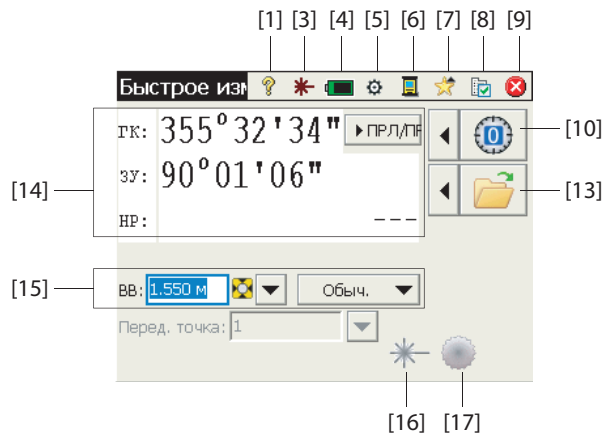 [1] [3] [4] [5] [6] [7] [8] [9]
Быстрое изм
ГК: 355°32'34" ПРЛ/ПР
0 [10]
ЗУ: 90°01'06"
[14] [13]
НР: ---
[15] ВВ: 1.550 м Обыч.
Перед. точка: 1
[16] [17]